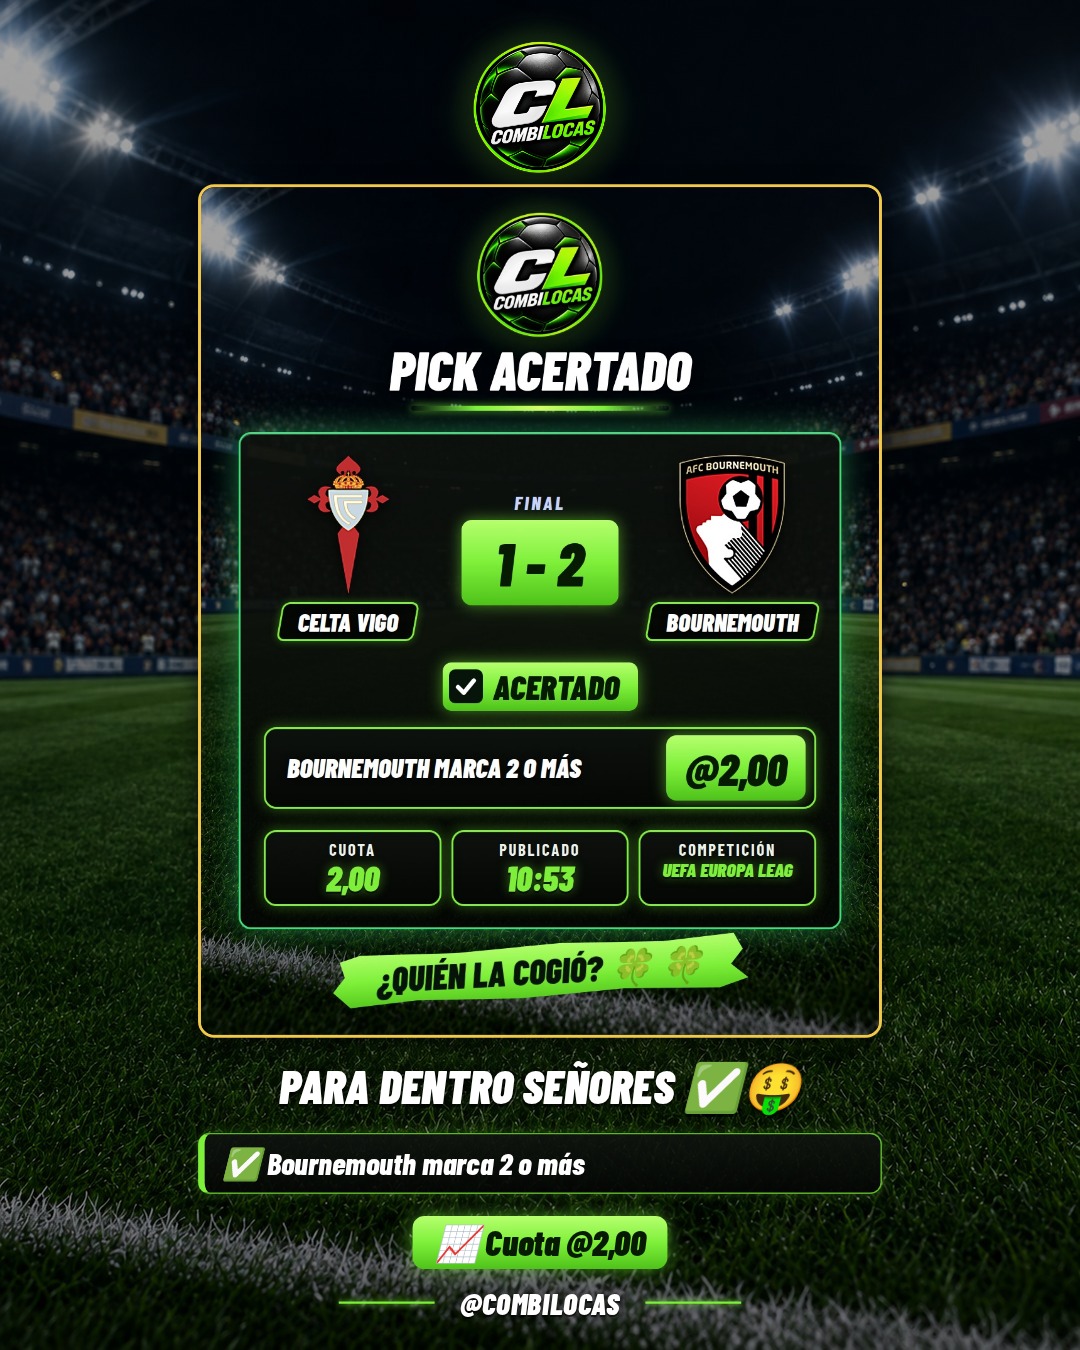 CL
COMBILOCAS
CL
COMBILOCAS
PICK ACERTADO
AFC BOURNEMOUTH
FINAL
1 - 2
CELTA VIGO
BOURNEMOUTH
✅ ACERTADO
BOURNEMOUTH MARCA 2 O MÁS
@2,00
CUOTA
2,00
PUBLICADO
10:53
COMPETICIÓN
UEFA EUROPA LEAG
¿QUIÉN LA COGIÓ? 🍀 🍀
PARA DENTRO SEÑORES ✅🤑
✅ Bournemouth marca 2 o más
📈 Cuota @2,00
@COMBILOCAS